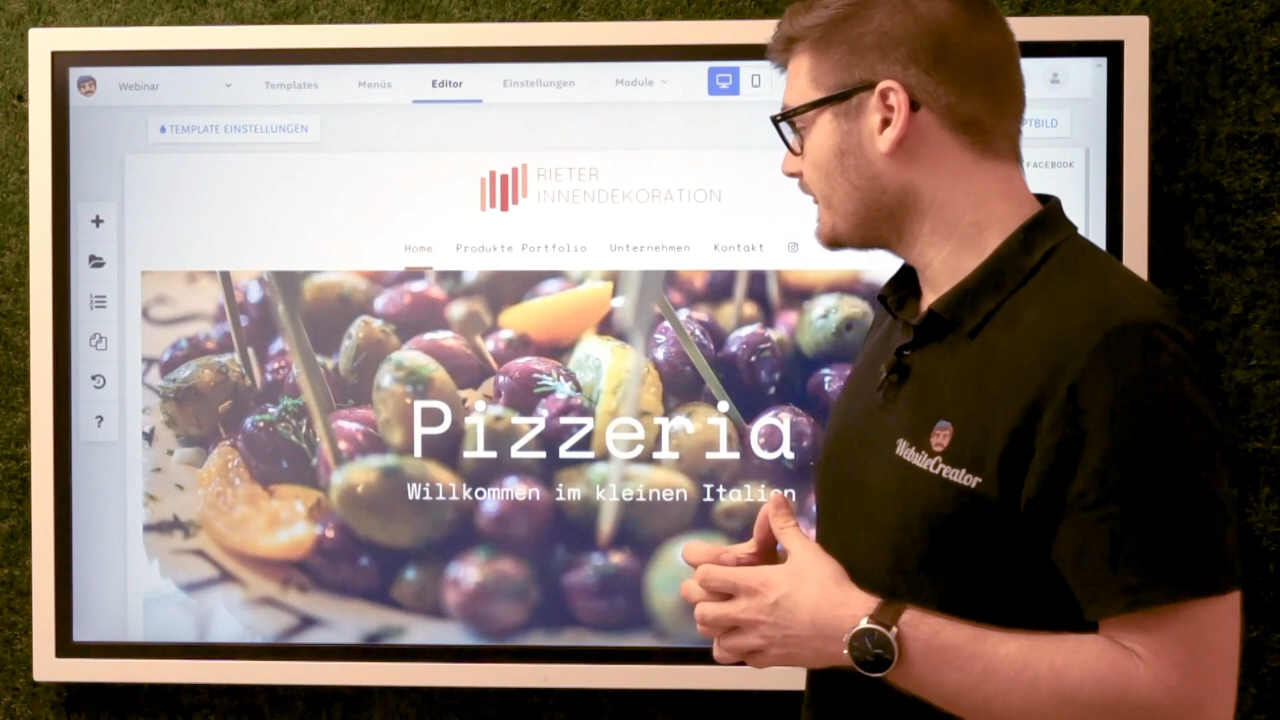 Webinar Templates Menüs Editor Einstellungen Module
TEMPLATE EINSTELLUNGEN
FACEBOOK
RIETER
INNENDEKORATION
Home Produkte Portfolio Unternehmen Kontakt
?
Pizzeria
Willkommen im kleinen Italien
WebsiteCreator